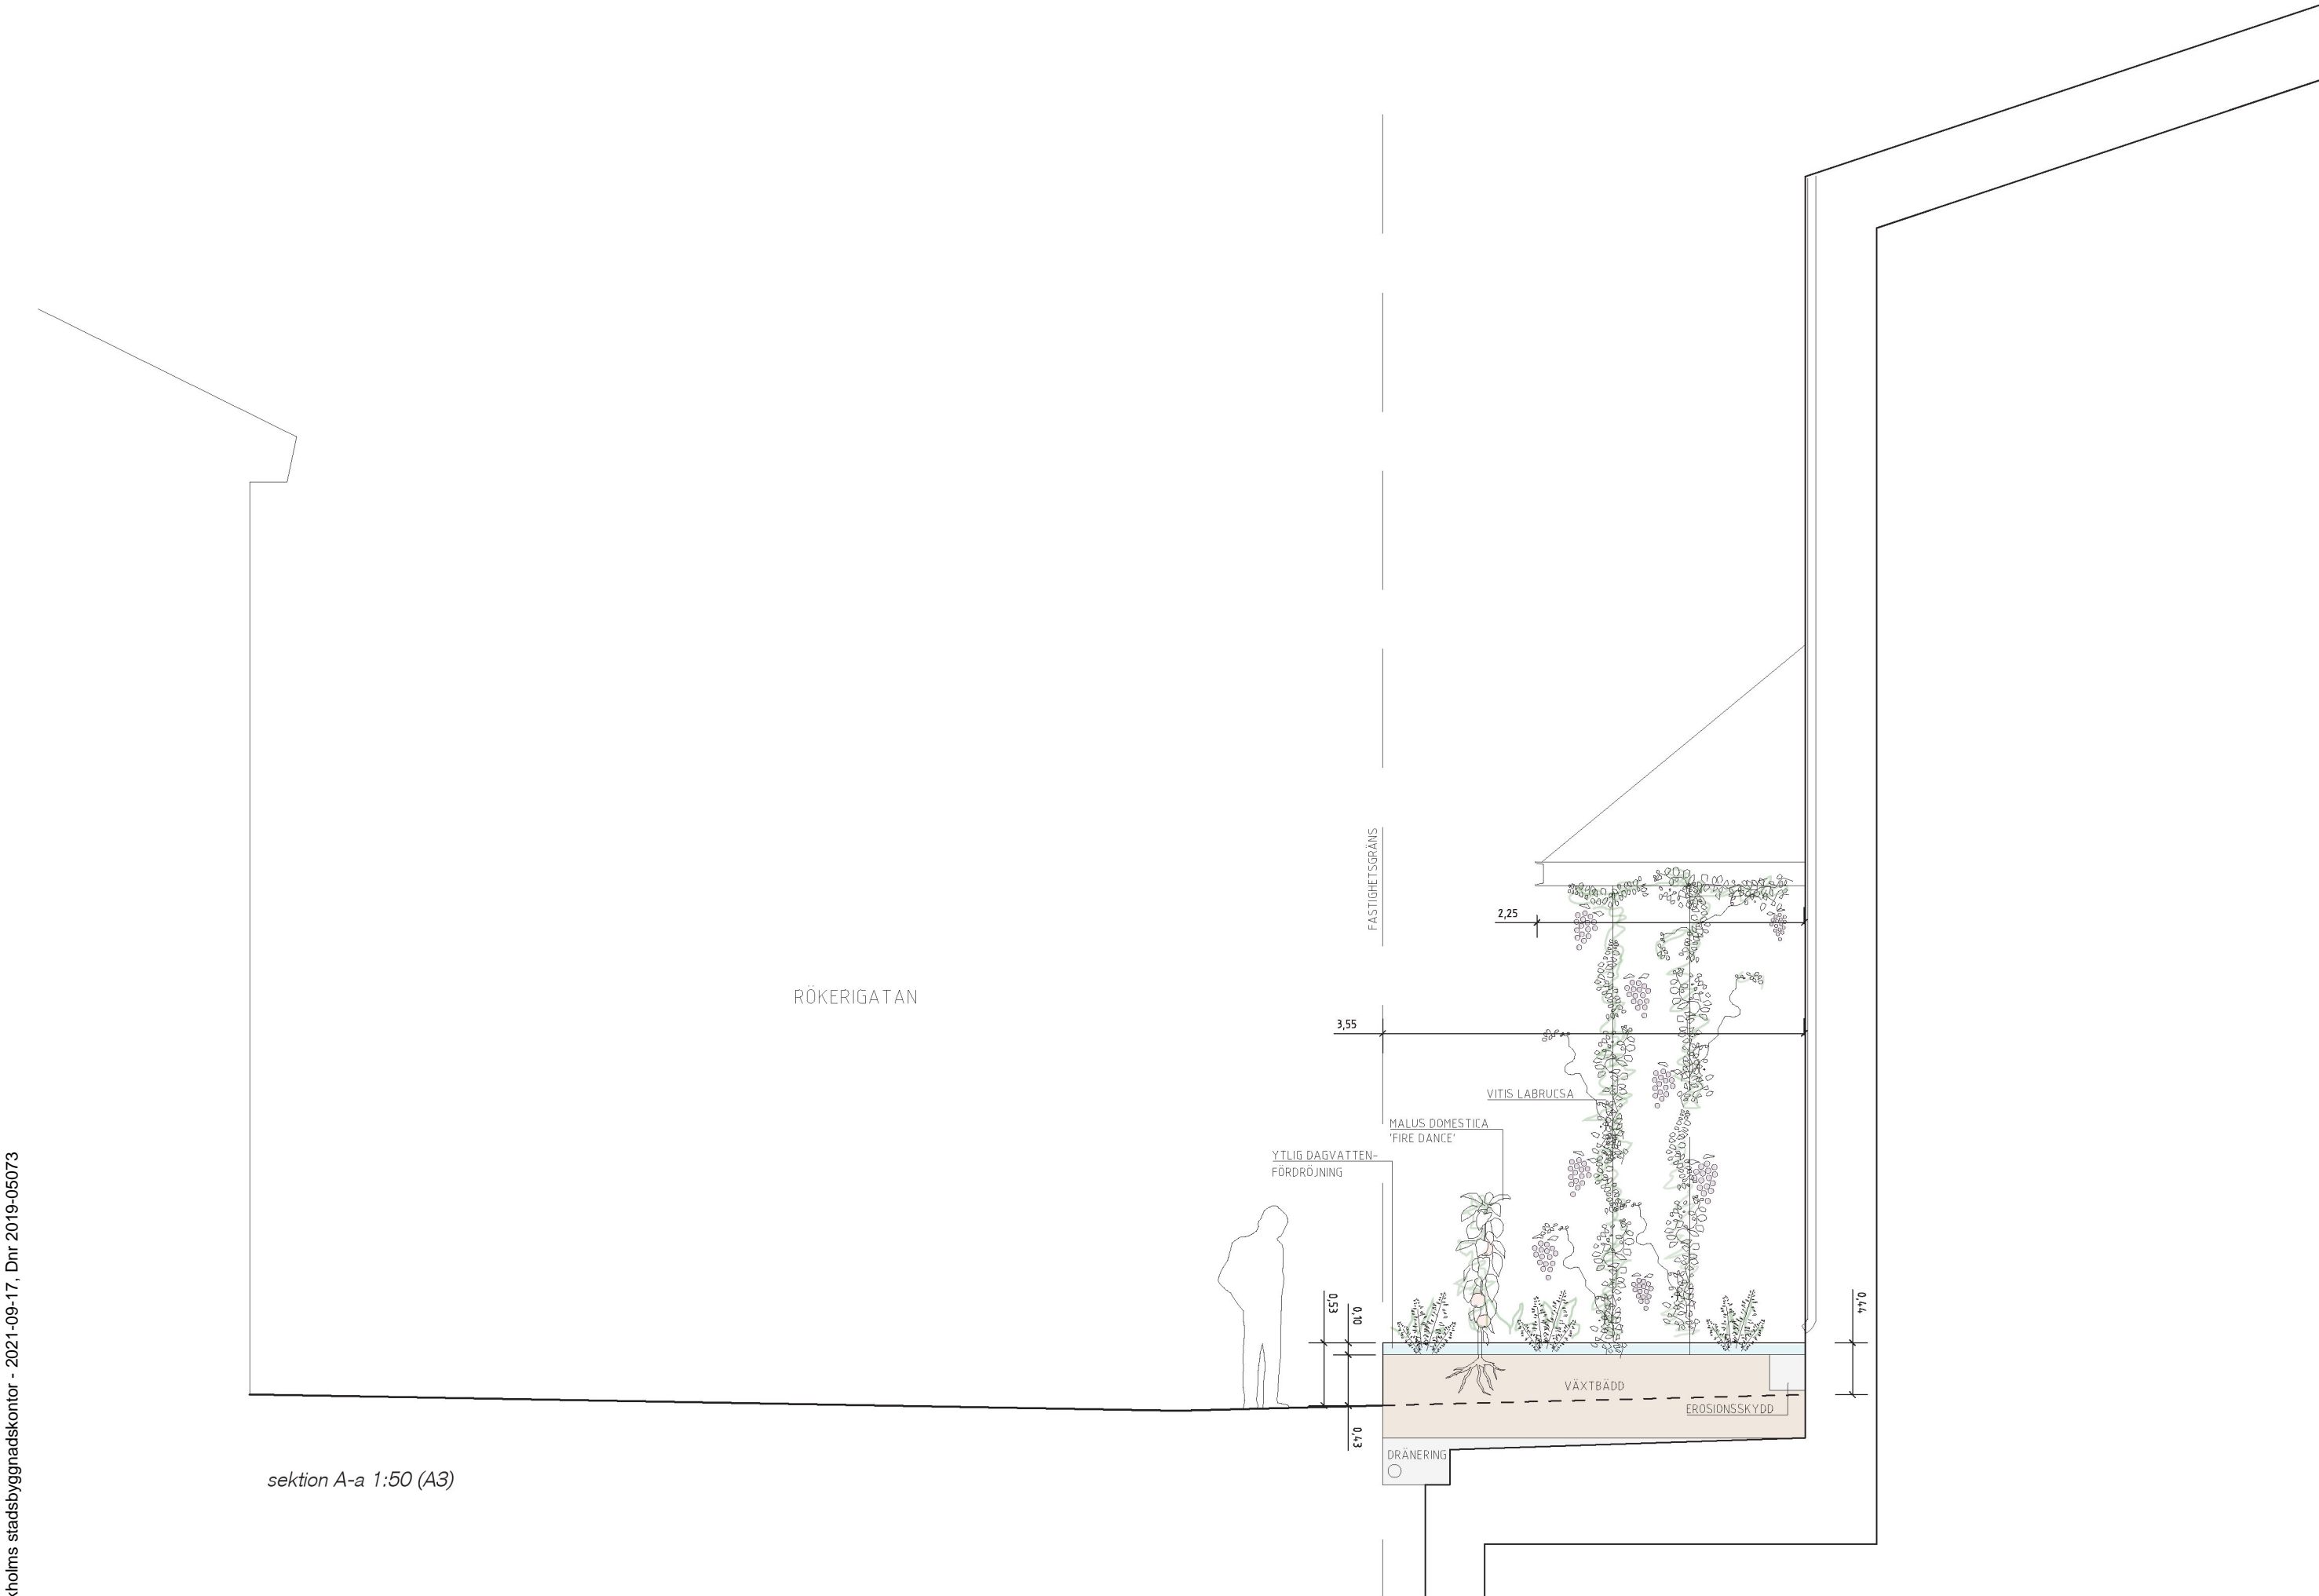 FASTIGHETSGRÄNS
2,25
RÖKERIGATAN
3,55
VITIS LABRUCSA
MALUS DOMESTICA
'FIRE DANCE'
YTLIG DAGVATTEN-
FÖRDRÖJNING
0,53
0,10
0,44
VÄXTBÄDD
EROSIONSSKYDD
0,43
DRÄNERING
sektion A-a 1:50 (A3)
kholms stadsbyggnadskontor - 2021-09-17, Dnr 2019-05073